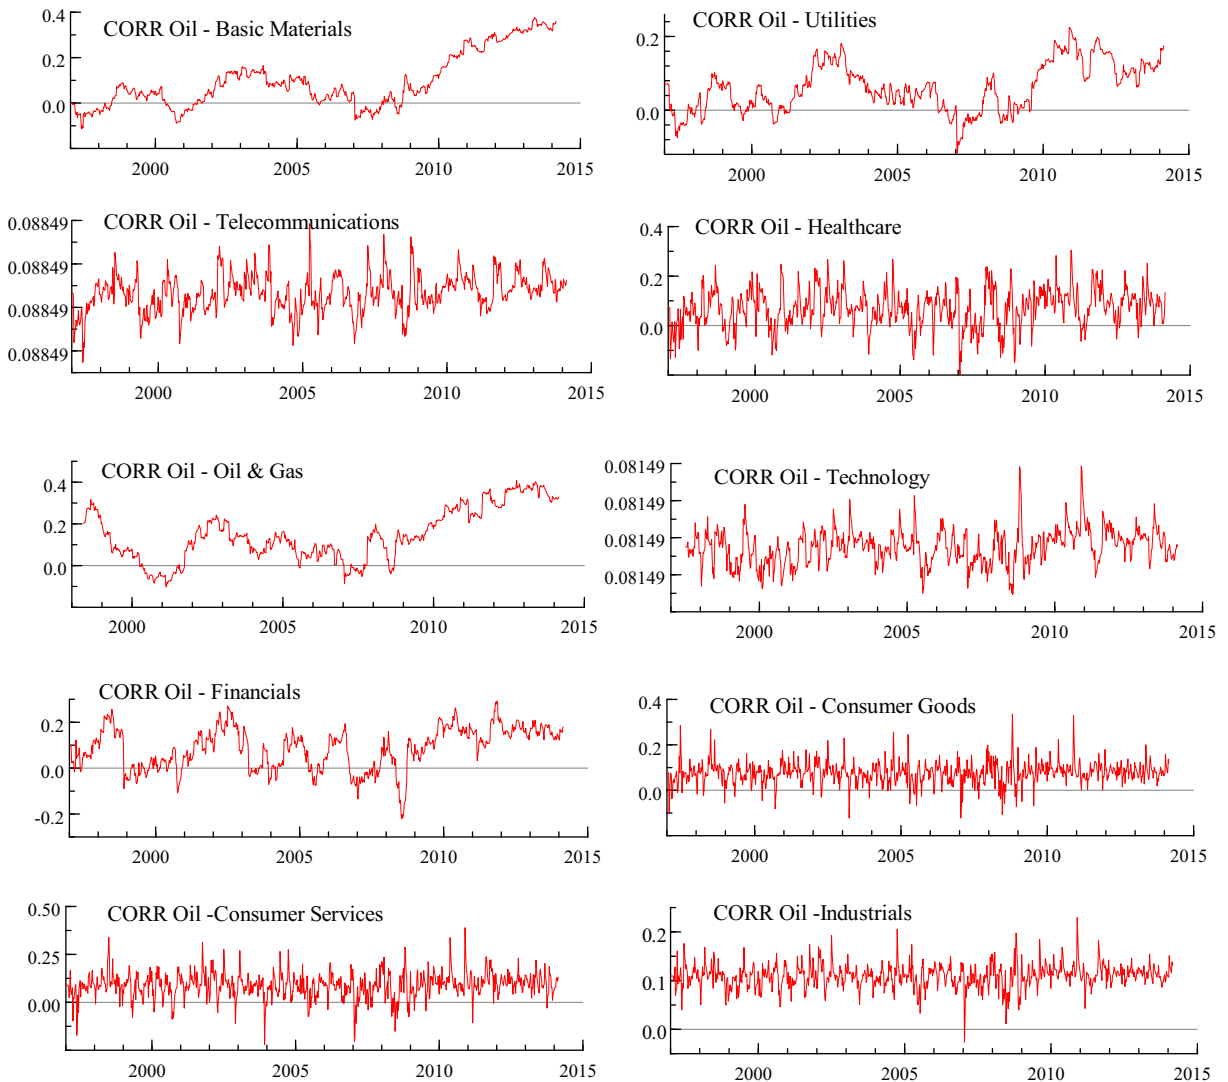 CORR Oil - Basic Materials
0.4
0.2
0.0
2000 2005 2010 2015
CORR Oil - Utilities
0.2
0.0
2000 2005 2010 2015
CORR Oil - Telecommunications
0.08849
0.08849
0.08849
0.08849
2000 2005 2010 2015
CORR Oil - Healthcare
0.4
0.2
0.0
2000 2005 2010 2015
CORR Oil - Oil & Gas
0.4
0.2
0.0
2000 2005 2010 2015
CORR Oil - Technology
0.08149
0.08149
0.08149
0.08149
2000 2005 2010 2015
CORR Oil - Financials
0.2
0.0
-0.2
2000 2005 2010 2015
CORR Oil - Consumer Goods
0.4
0.2
0.0
2000 2005 2010 2015
CORR Oil -Consumer Services
0.50
0.25
0.00
2000 2005 2010 2015
CORR Oil -Industrials
0.2
0.1
0.0
2000 2005 2010 2015